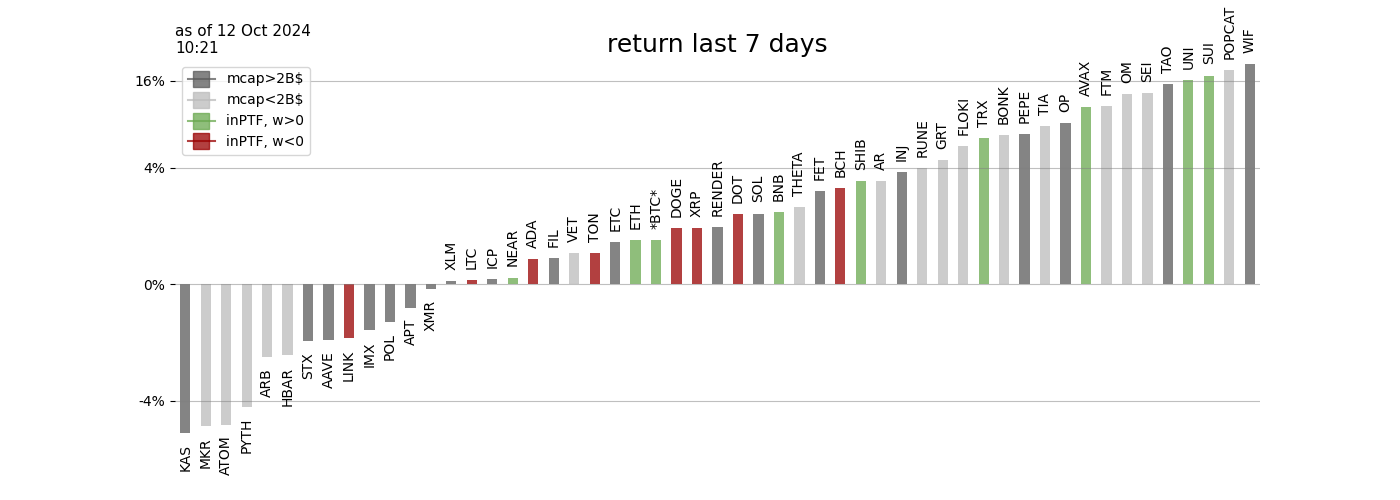 as of 12 Oct 2024
10:21
return last 7 days
mcap>2B$
mcap<2B$
inPTF, w>0
inPTF, w<0
16%
4%
0%
-4%
KAS
MKR
ATOM
PYTH
ARB
HBAR
STX
AAVE
LINK
IMX
POL
APT
XMR
XLM
LTC
ICP
NEAR
ADA
FIL
VET
TON
ETC
ETH
*BTC*
DOGE
XRP
RENDER
DOT
SOL
BNB
THETA
FET
BCH
SHIB
AR
INJ
RUNE
GRT
FLOKI
TRX
BONK
PEPE
TIA
OP
AVAX
FTM
OM
SEI
TAO
UNI
SUI
POPCAT
WIF